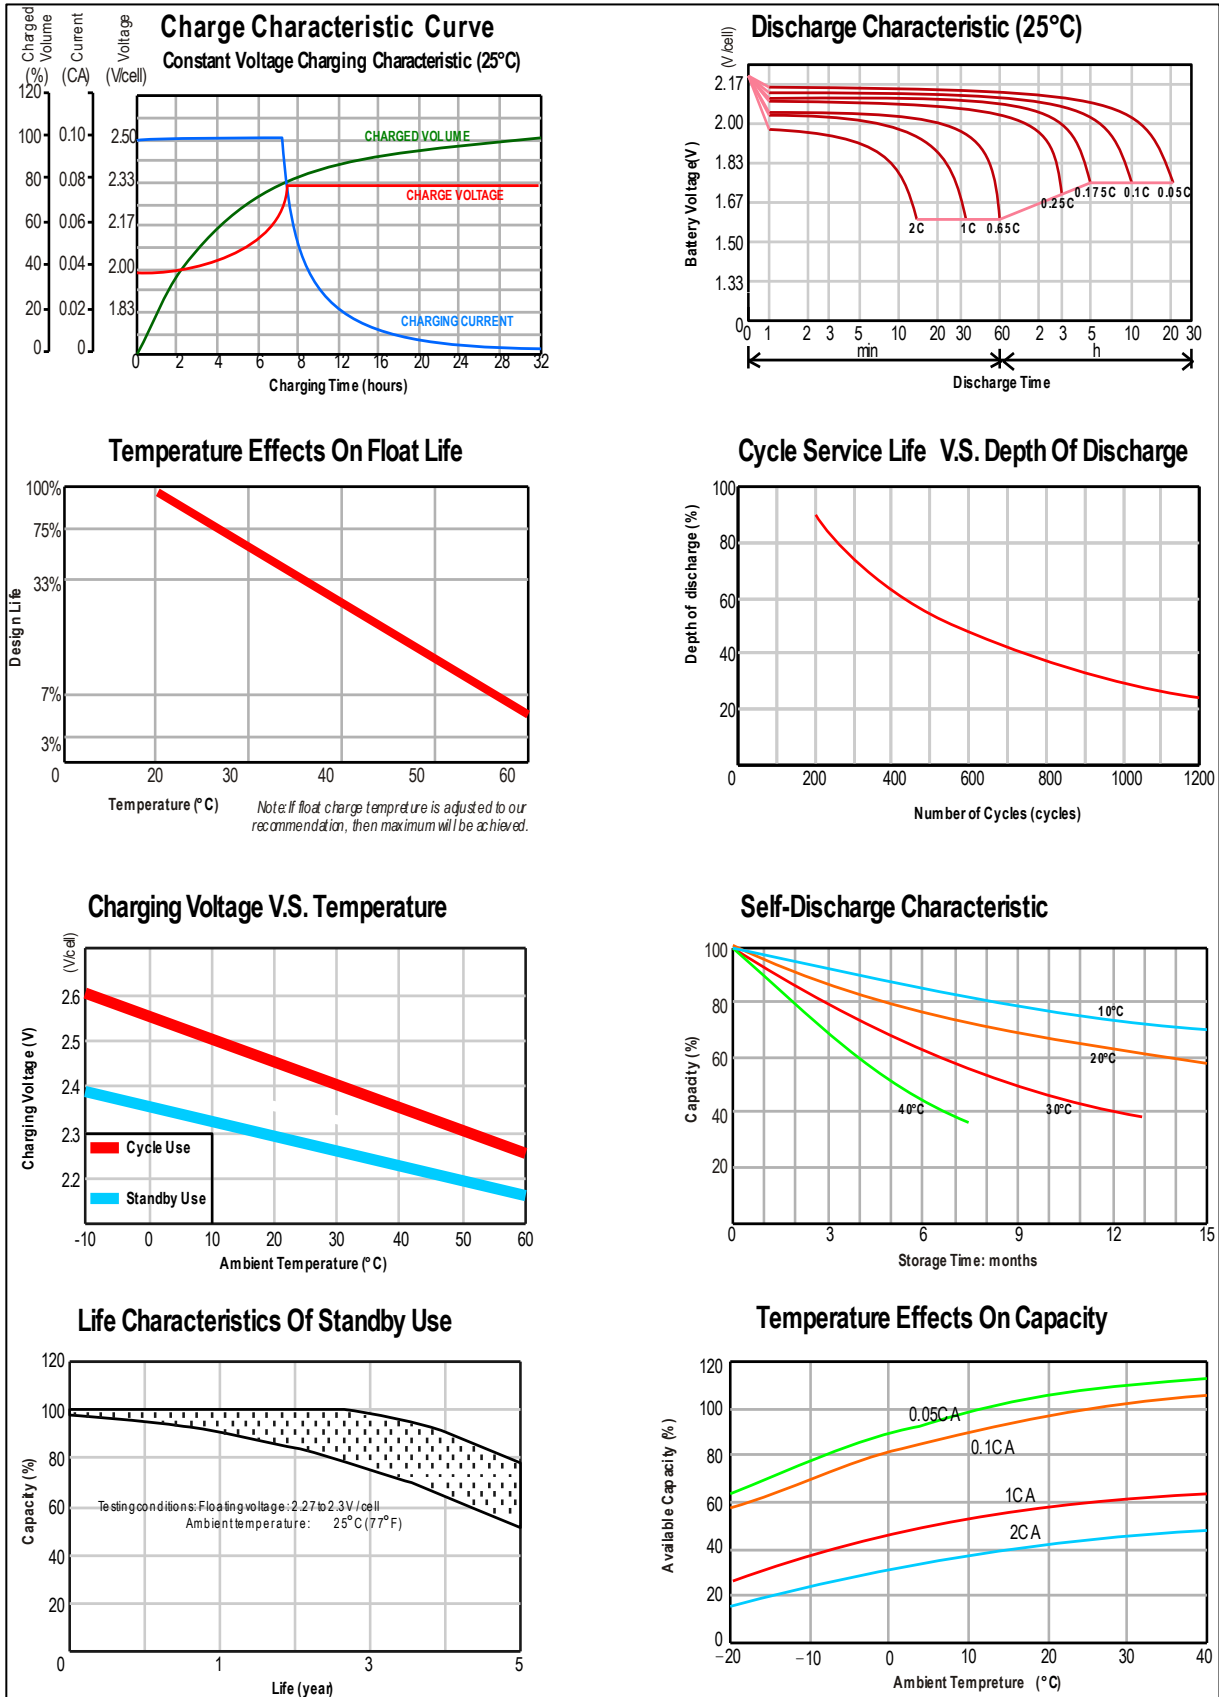 Charge Characteristic Curve
Constant Voltage Charging Characteristic (25°C)
Charged Volume
(%)
Current
(CA)
Voltage
(V/cell)
120
100
80
60
40
20
0
0.10
0.08
0.06
0.04
0.02
0
2.50
2.33
2.17
2.00
1.83
CHARGED VOLUME
CHARGE VOLTAGE
CHARGING CURRENT
0 2 4 6 8 10 12 16 20 24 28 32
Charging Time (hours)
Discharge Characteristic (25°C)
(V/cell)
Battery Voltage(V)
2.17
2.00
1.83
1.67
1.50
1.33
0
2C 1C 0.65C 0.25C 0.175C 0.1C 0.05C
0 1 2 3 5 10 20 30 60 2 3 5 10 20 30
min h
Discharge Time
Temperature Effects On Float Life
Design Life
100%
75%
33%
7%
3%
0 20 30 40 50 60
Temperature (°C)
Note:If float charge tempreture is adjusted to our
recommendation, then maximum will be achieved.
Cycle Service Life V.S. Depth Of Discharge
Depth of discharge (%)
100
80
60
40
20
0 200 400 600 800 1000 1200
Number of Cycles (cycles)
Charging Voltage V.S. Temperature
(V/cell)
Charging Voltage (V)
2.6
2.5
2.4
2.3
2.2
Cycle Use
Standby Use
-10 0 10 20 30 40 50 60
Ambient Temperature (°C)
Self-Discharge Characteristic
Capacity (%)
100
80
60
40
20
10°C
20°C
30°C
40°C
0 3 6 9 12 15
Storage Time: months
Life Characteristics Of Standby Use
Capacity (%)
120
100
80
60
40
20
Testing conditions: Floating voltage: 2.27 to 2.3V /cell
Ambient temperature: 25°C (77°F)
0 1 3 5
Life (year)
Temperature Effects On Capacity
Available Capacity (%)
120
100
80
60
40
20
0
0.05CA
0.1CA
1CA
2CA
-20 -10 0 10 20 30 40
Ambient Tempreture (°C)